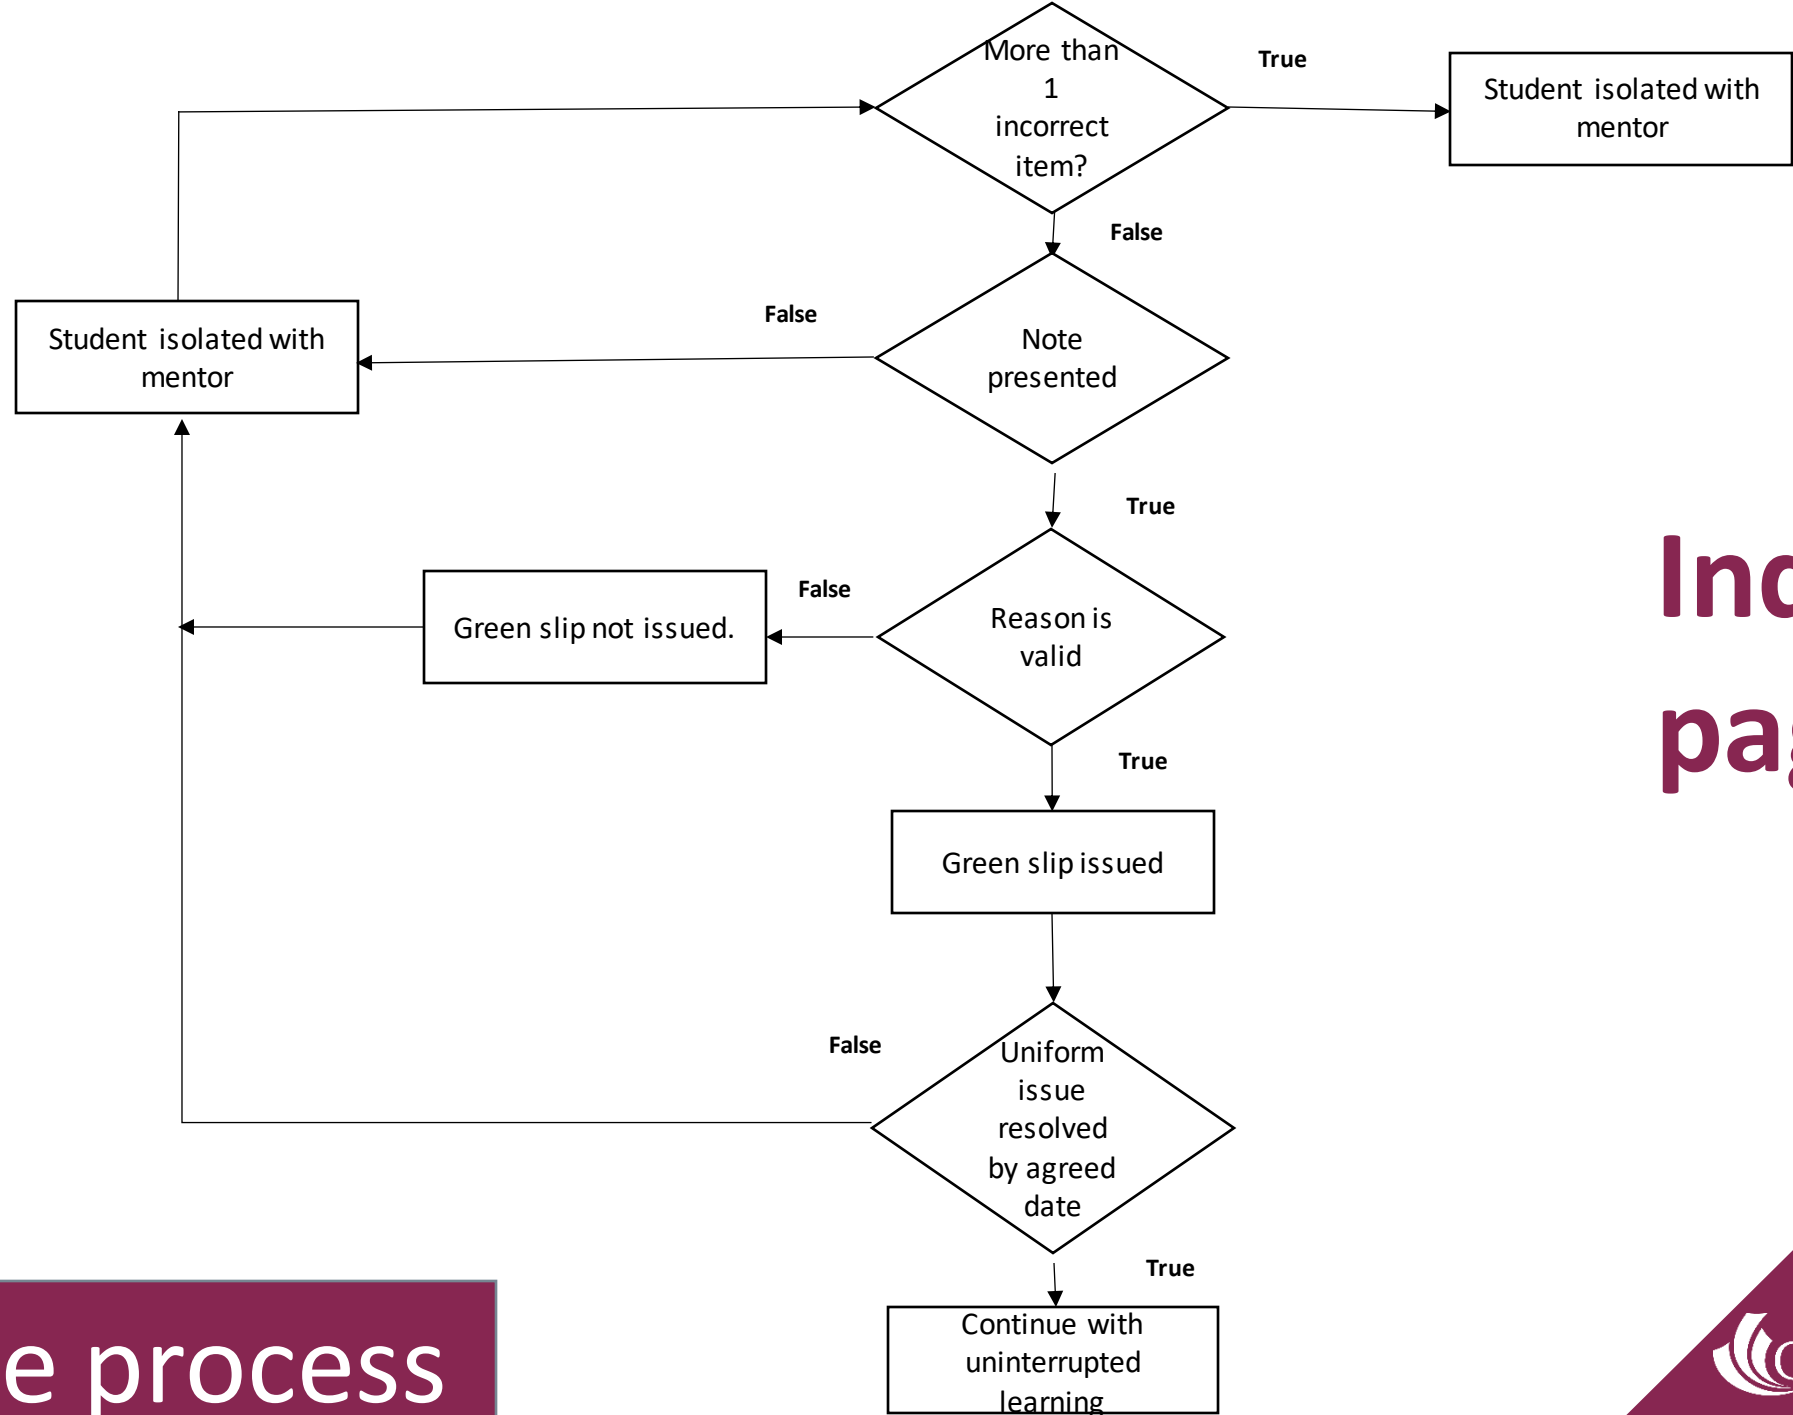 More than
1
incorrect
item?
True
Student isolated with
mentor
False
False
Student isolated with
mentor
Note
presented
True
False
Green slip not issued.
Reason is
valid
True
Green slip issued
False
Uniform
issue
resolved
by agreed
date
True
Continue with
uninterrupted
learning
process